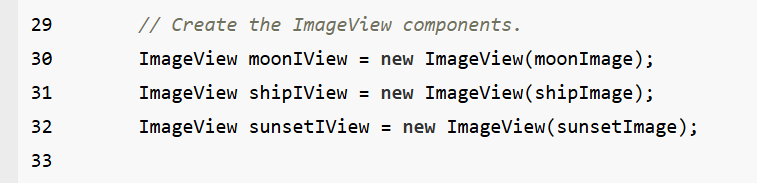 29 // Create the ImageView components.
30 ImageView moonIView = new ImageView(moonImage);
31 ImageView shipIView = new ImageView(shipImage);
32 ImageView sunsetIView = new ImageView(sunsetImage);
33